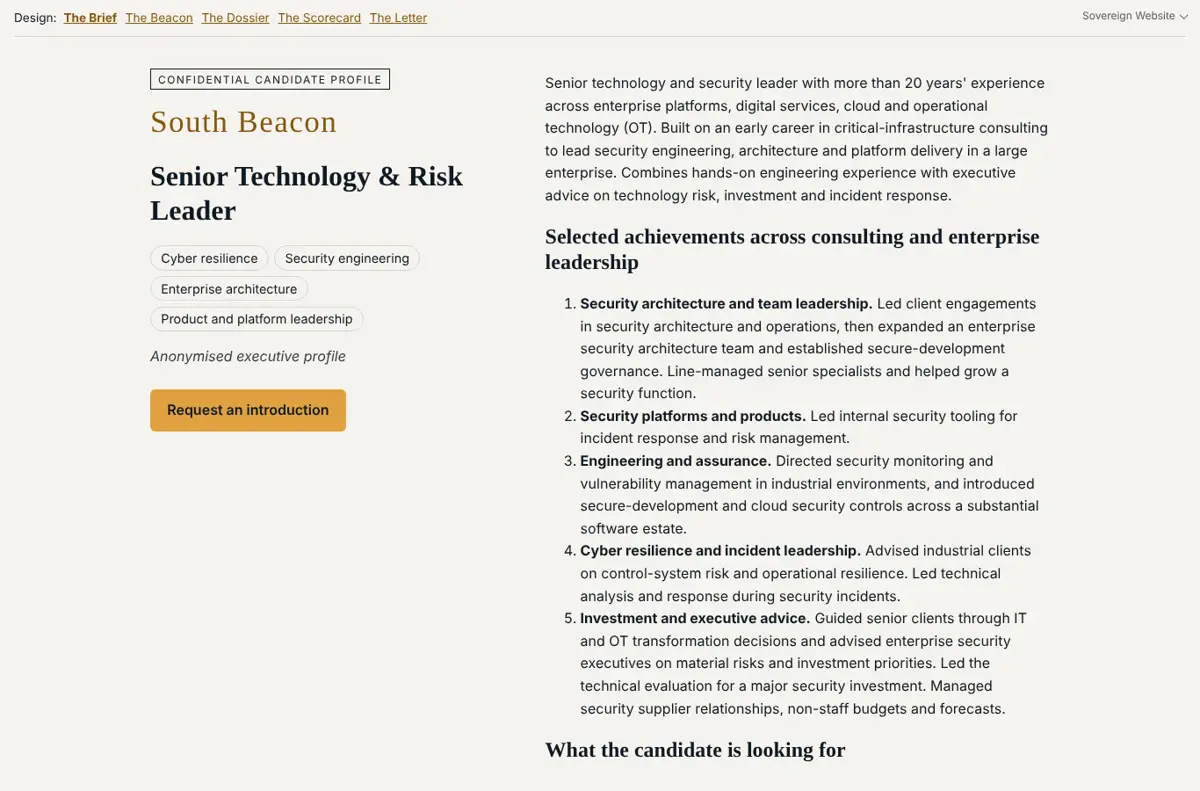 Design: The Brief The Beacon The Dossier The Scorecard The Letter
Sovereign Website
CONFIDENTIAL CANDIDATE PROFILE
South Beacon
Senior Technology & Risk
Leader
Cyber resilience
Security engineering
Enterprise architecture
Product and platform leadership
Anonymised executive profile
Request an introduction
Senior technology and security leader with more than 20 years' experience
across enterprise platforms, digital services, cloud and operational
technology (OT). Built on an early career in critical-infrastructure consulting
to lead security engineering, architecture and platform delivery in a large
enterprise. Combines hands-on engineering experience with executive
advice on technology risk, investment and incident response.
Selected achievements across consulting and enterprise
leadership
1. Security architecture and team leadership. Led client engagements
in security architecture and operations, then expanded an enterprise
security architecture team and established secure-development
governance. Line-managed senior specialists and helped grow a
security function.
2. Security platforms and products. Led internal security tooling for
incident response and risk management.
3. Engineering and assurance. Directed security monitoring and
vulnerability management in industrial environments, and introduced
secure-development and cloud security controls across a substantial
software estate.
4. Cyber resilience and incident leadership. Advised industrial clients
on control-system risk and operational resilience. Led technical
analysis and response during security incidents.
5. Investment and executive advice. Guided senior clients through IT
and OT transformation decisions and advised enterprise security
executives on material risks and investment priorities. Led the
technical evaluation for a major security investment. Managed
security supplier relationships, non-staff budgets and forecasts.
What the candidate is looking for